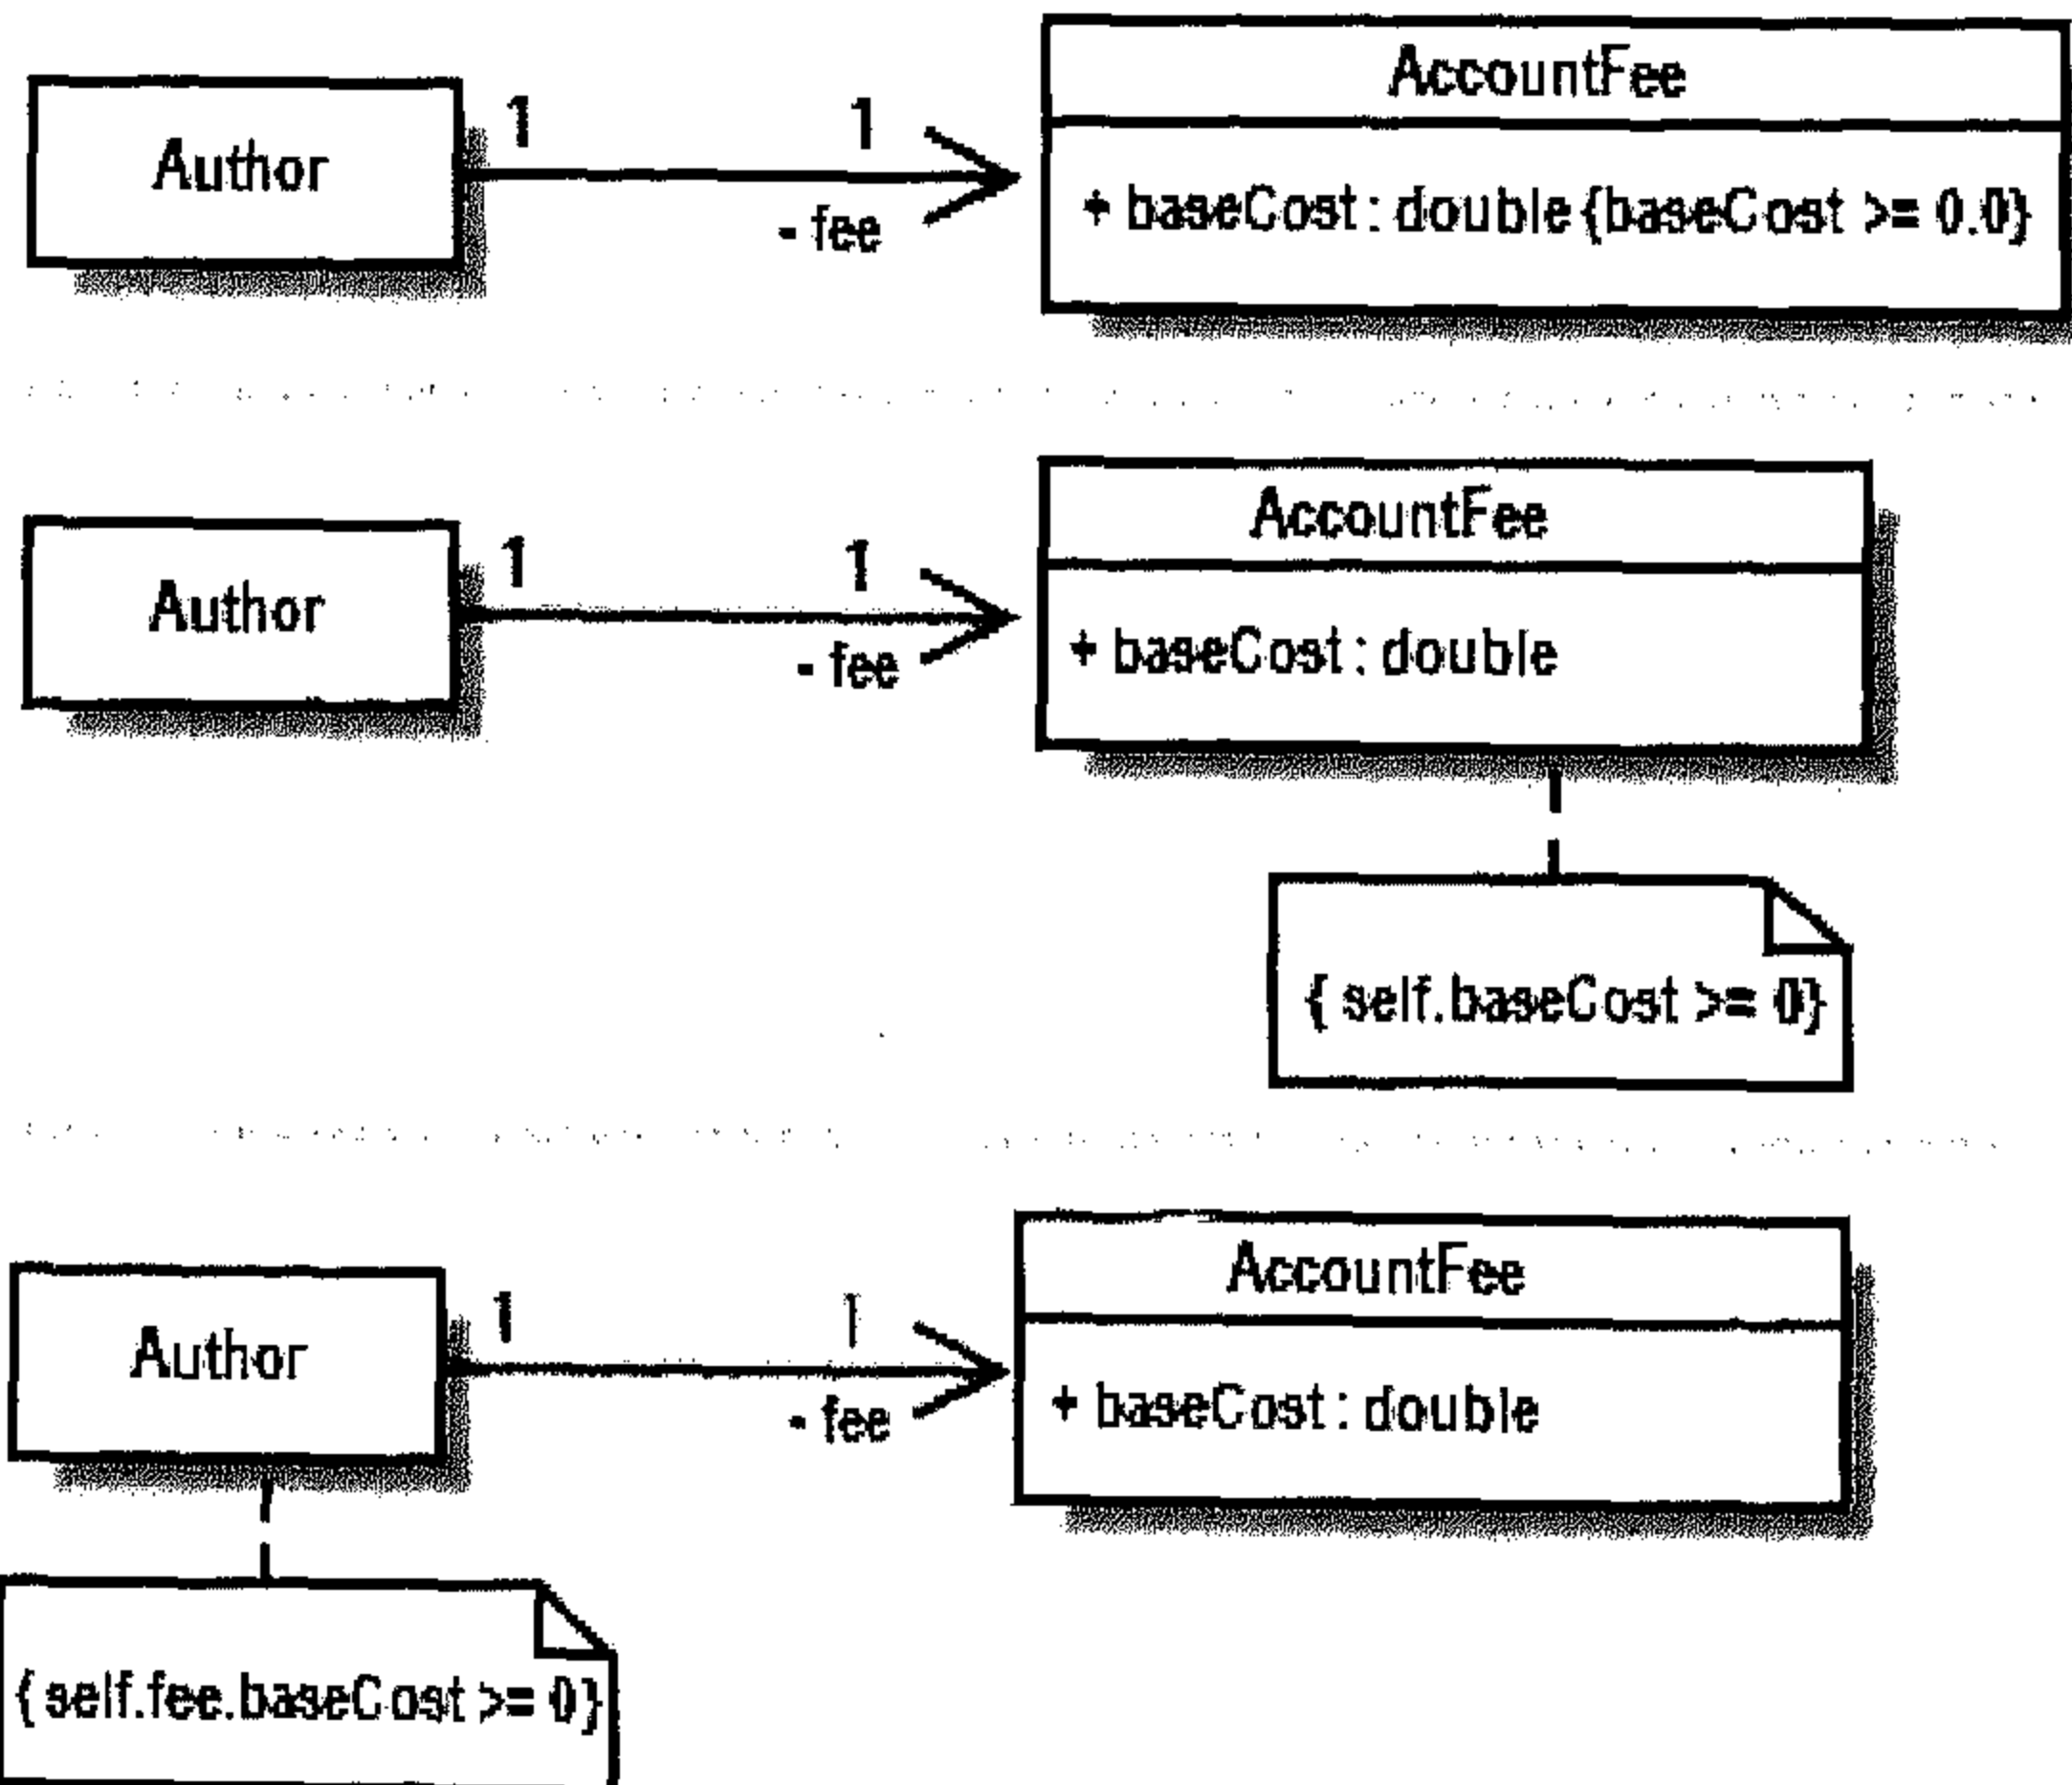 AccountFee
Author
1
1
- fee
+ baseCost : double {baseCost >= 0.0}
AccountFee
Author
1
1
- fee
+ baseCost : double
{ self.baseCost >= 0}
AccountFee
Author
1
1
- fee
+ baseCost : double
{ self.fee.baseCost >= 0}